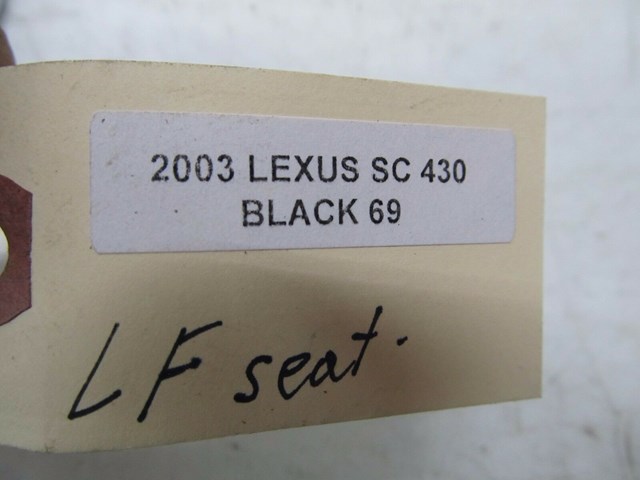 2003 LEXUS SC 430
BLACK 69
LF seat.